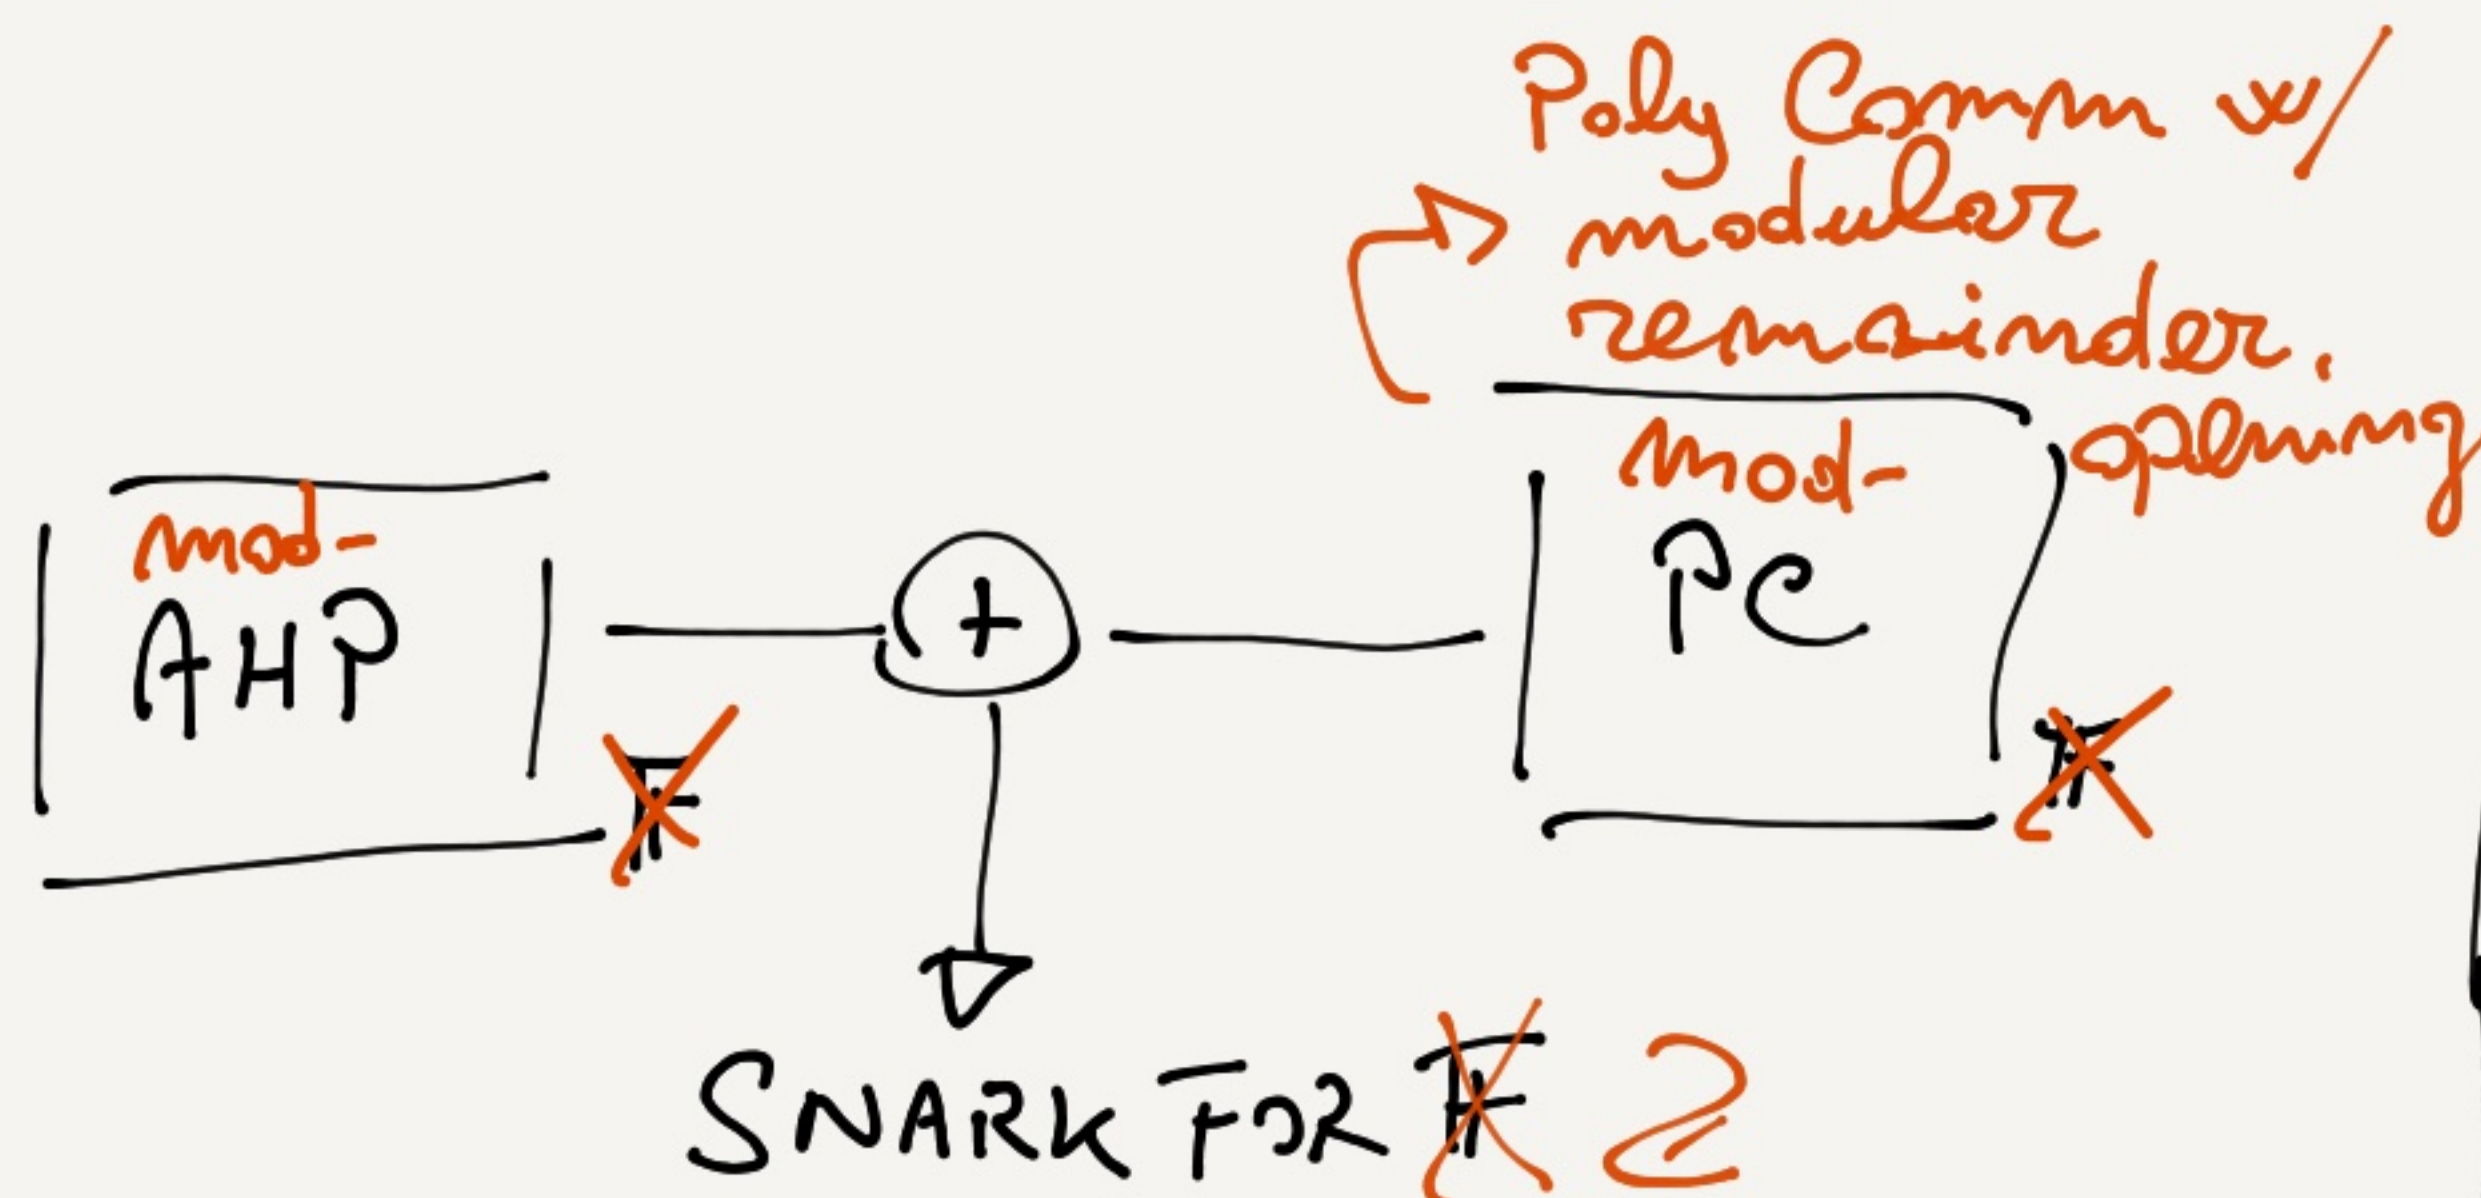 Poly Comm w/
modular
remainder.
opening
mod-
PC
mod-
AHP
+
𝔽
𝔽
SNARK FOR 𝔽 ℤ